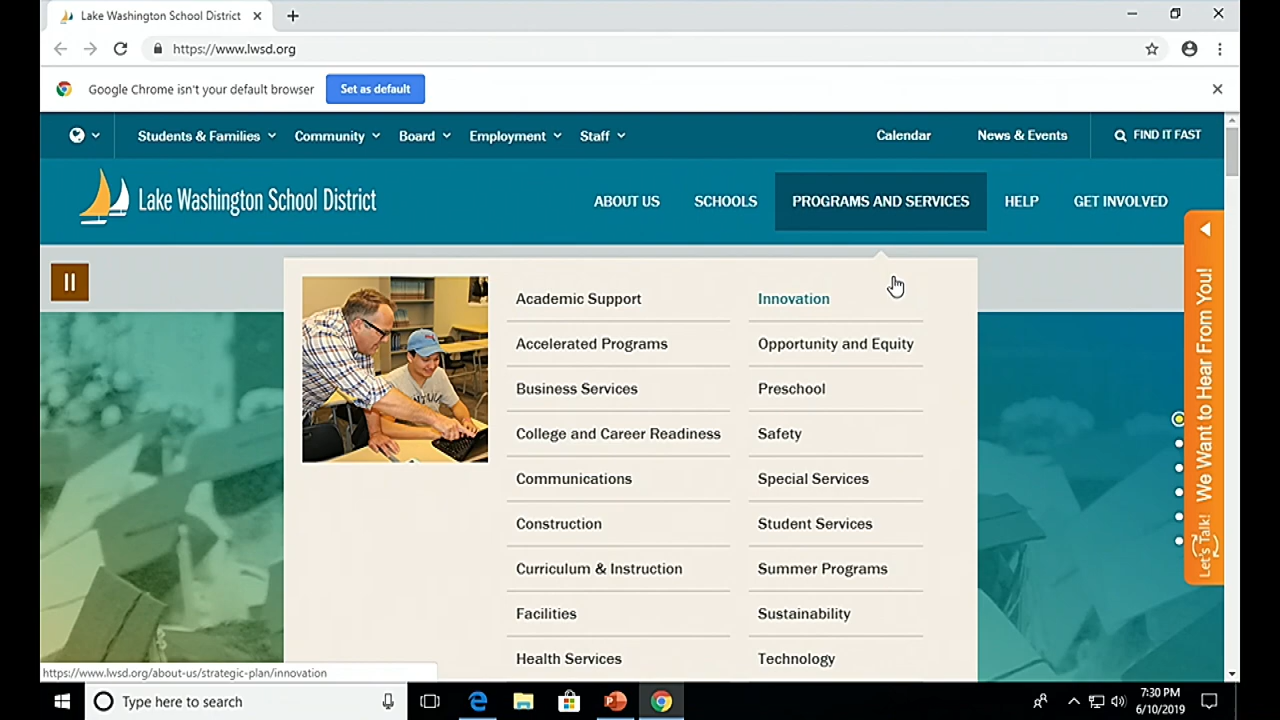 Lake Washington School District
https://www.lwsd.org
Google Chrome isn't your default browser
Set as default
Students & Families
Community
Board
Employment
Staff
Calendar
News & Events
FIND IT FAST
Lake Washington School District
ABOUT US
SCHOOLS
PROGRAMS AND SERVICES
HELP
GET INVOLVED
Academic Support
Innovation
Accelerated Programs
Opportunity and Equity
Business Services
Preschool
College and Career Readiness
Safety
Communications
Special Services
Construction
Student Services
Curriculum & Instruction
Summer Programs
Facilities
Sustainability
Health Services
Technology
Let's Talk! We Want to Hear From You!
https://www.lwsd.org/about-us/strategic-plan/innovation
Type here to search
7:30 PM
6/10/2019